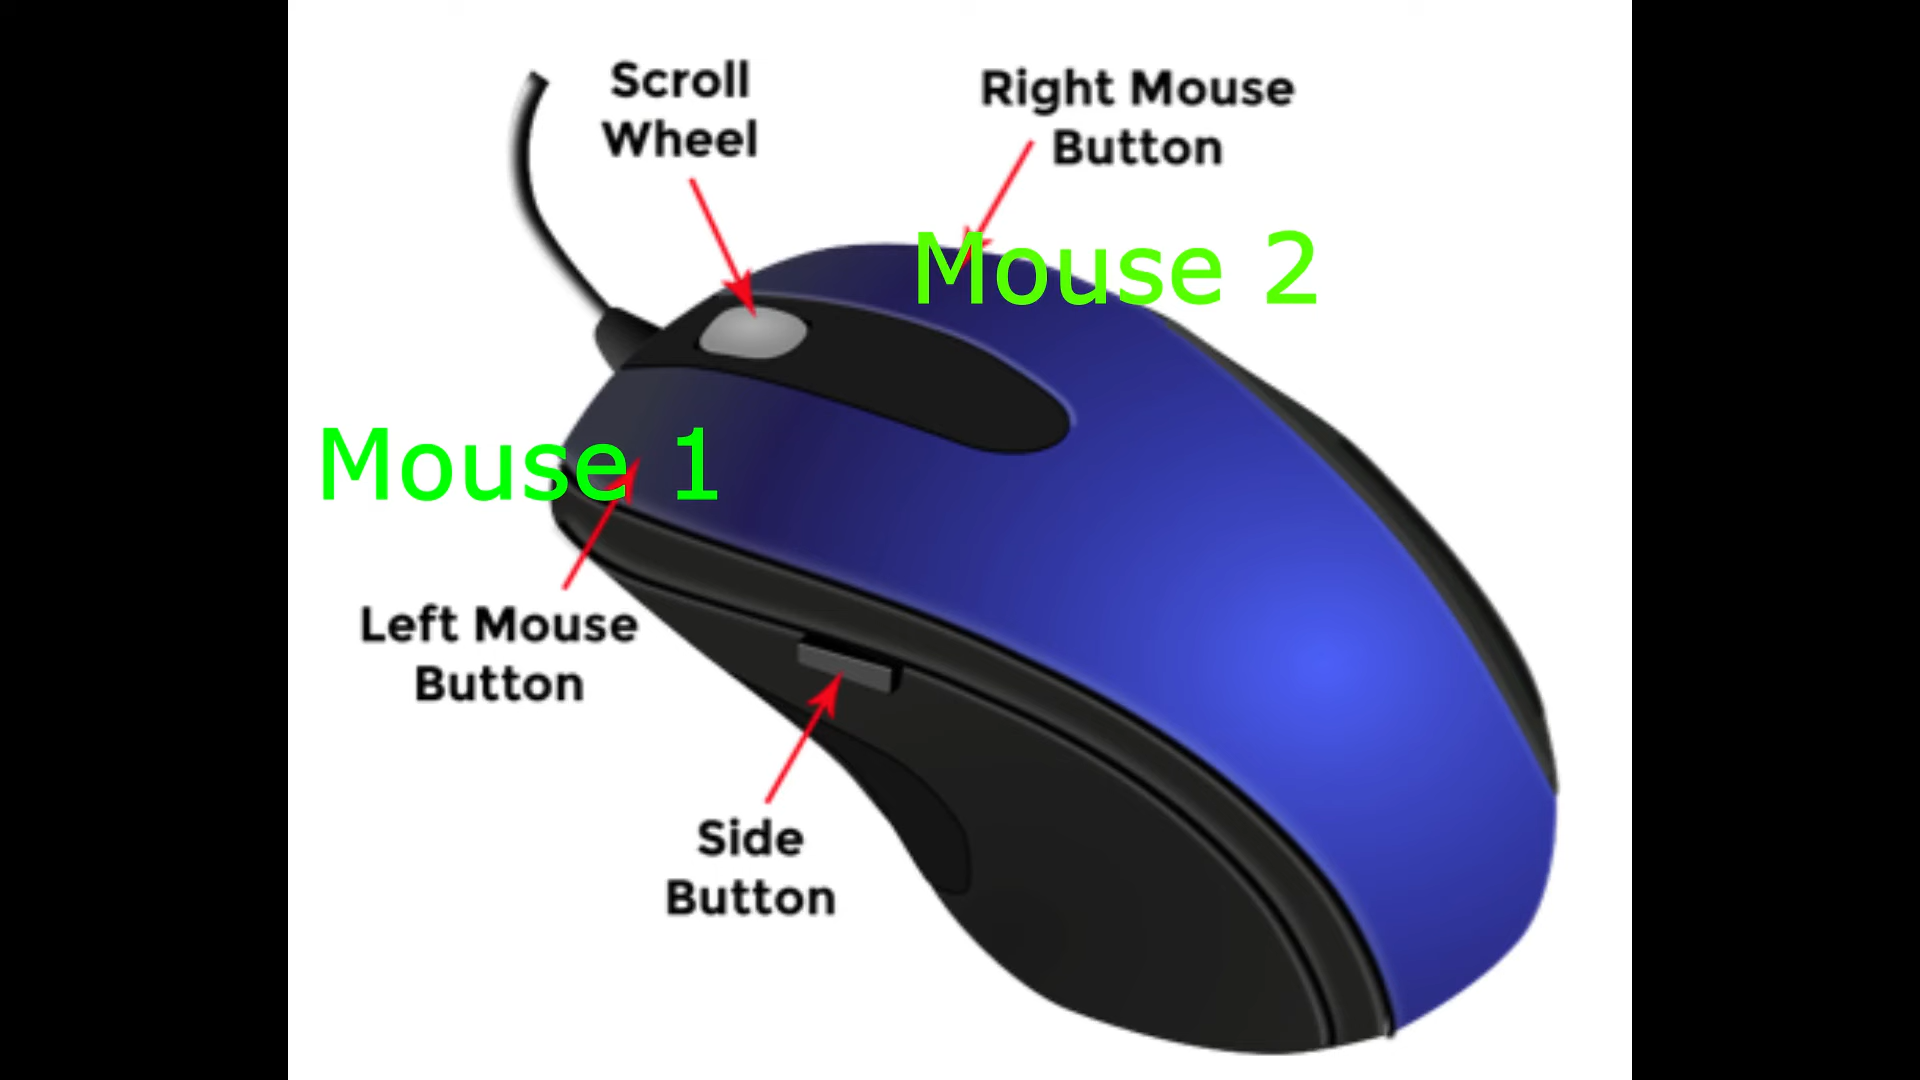 Scroll
Wheel
Right Mouse
Button
Mouse 2
Mouse 1
Left Mouse
Button
Side
Button